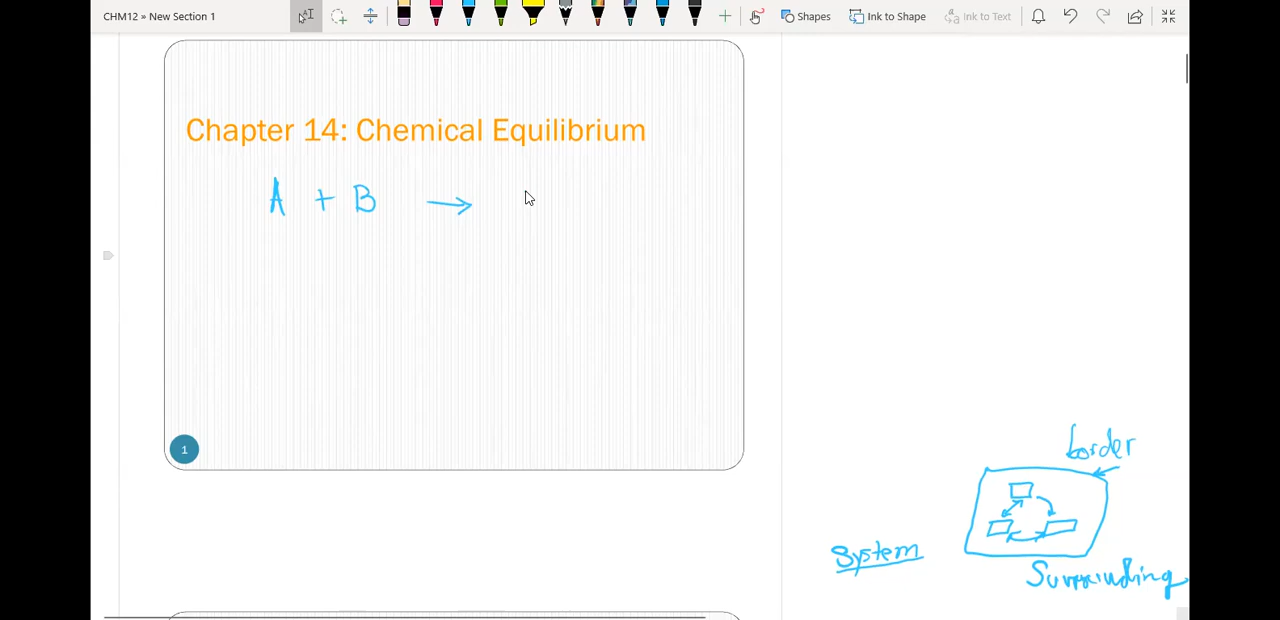 CHM12 » New Section 1
Shapes
Ink to Shape
Ink to Text
Chapter 14: Chemical Equilibrium
A + B →
1
border
System
Surrounding